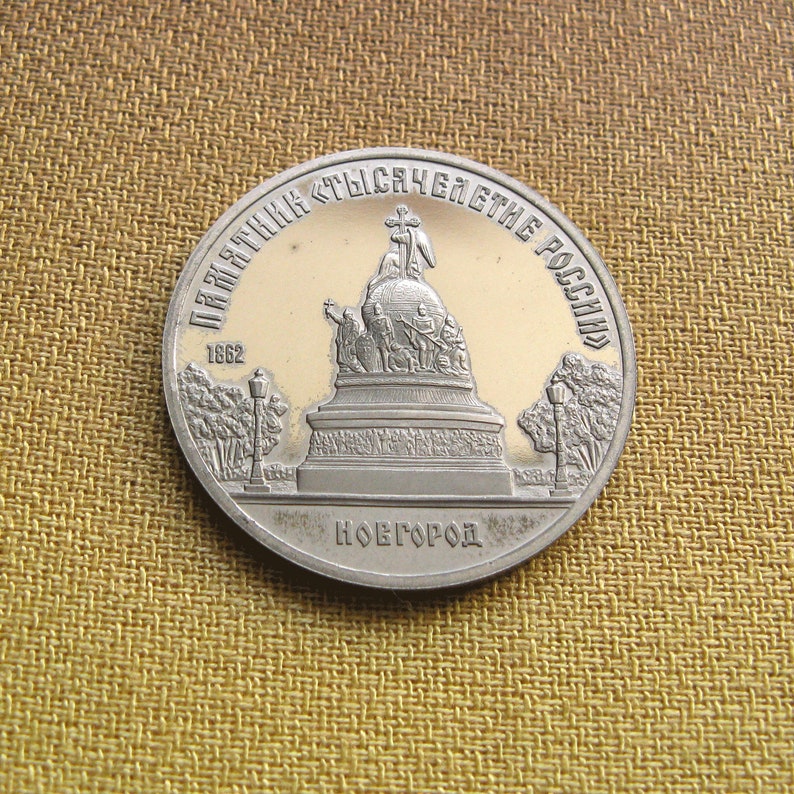 ПАМЯТНИК «ТЫСЯЧЕЛЕТИЕ РОССИИ»
1862
НОВГОРОД